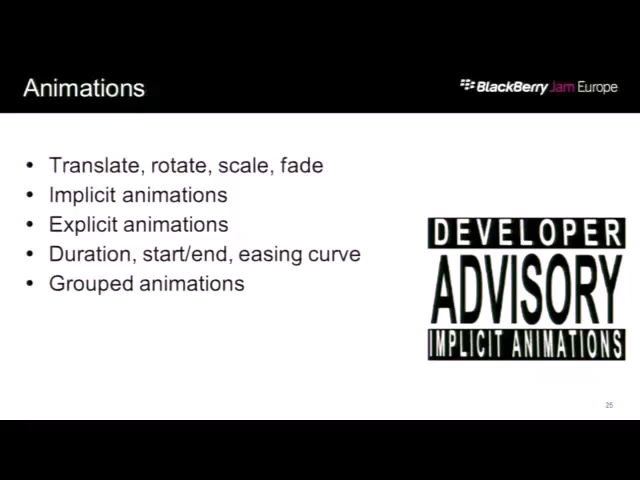 Animations
BlackBerry Jam Europe
• Translate, rotate, scale, fade
• Implicit animations
• Explicit animations
• Duration, start/end, easing curve
• Grouped animations
DEVELOPER
ADVISORY
IMPLICIT ANIMATIONS
25